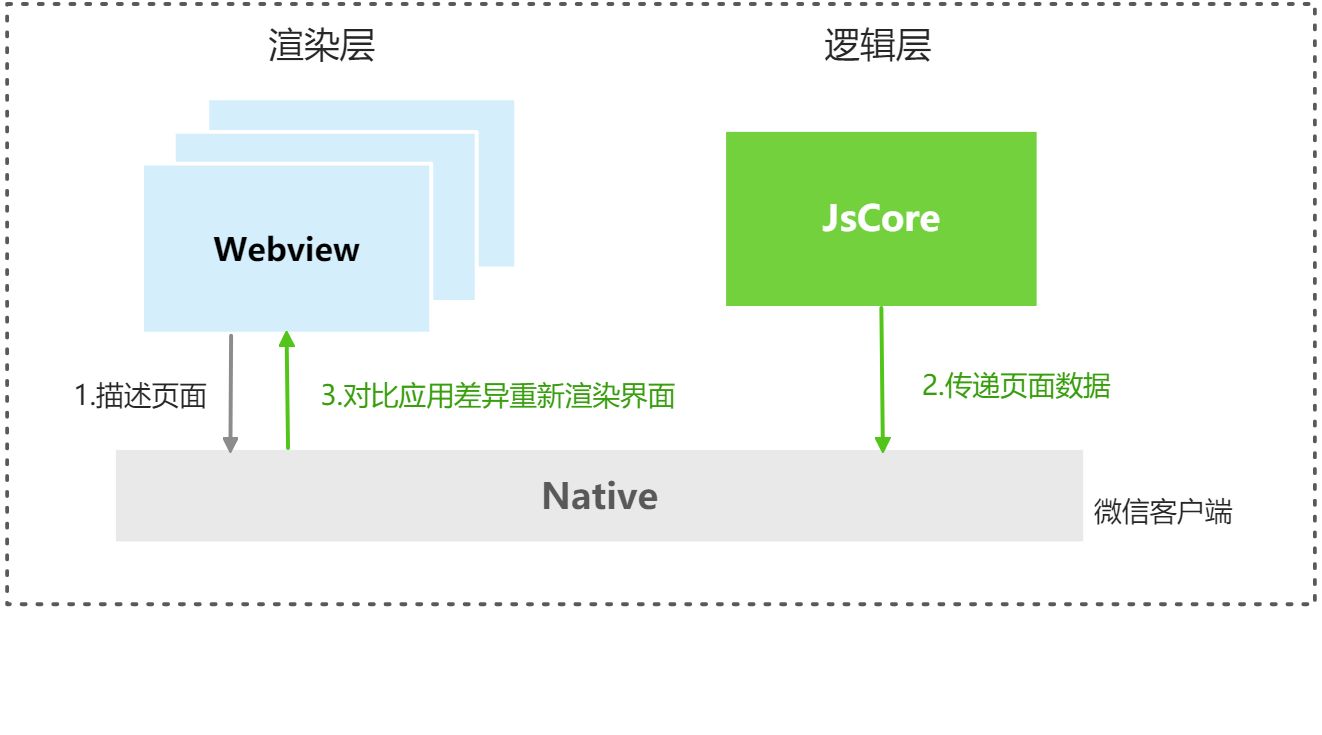 渲染层
逻辑层
Webview
JsCore
1.描述页面
3.对比应用差异重新渲染界面
2.传递页面数据
Native
微信客户端